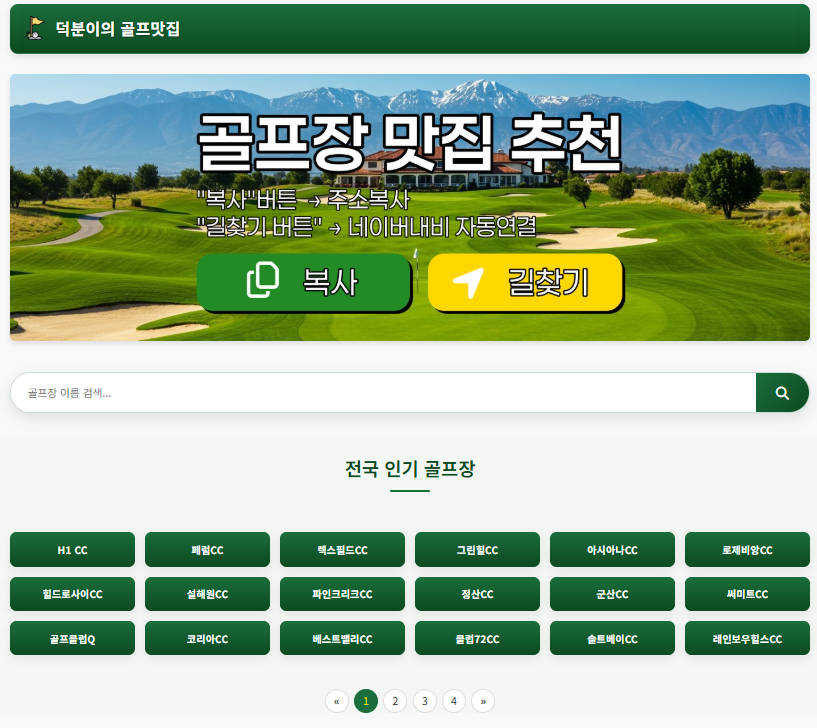 덕분이의 골프맛집
골프장 맛집 추천
"복사"버튼 → 주소복사
"길찾기 버튼" → 네이버내비 자동연결
복사 길찾기
골프장 이름 검색...
전국 인기 골프장
H1 CC 페럼CC 렉스필드CC 그린힐CC 아시아나CC 로제비앙CC
힐드로사이CC 설해원CC 파인크리크CC 정산CC 군산CC 써미트CC
골프클럽Q 코리아CC 베스트밸리CC 클럽72CC 솔트베이CC 레인보우힐스CC
« 1 2 3 4 »